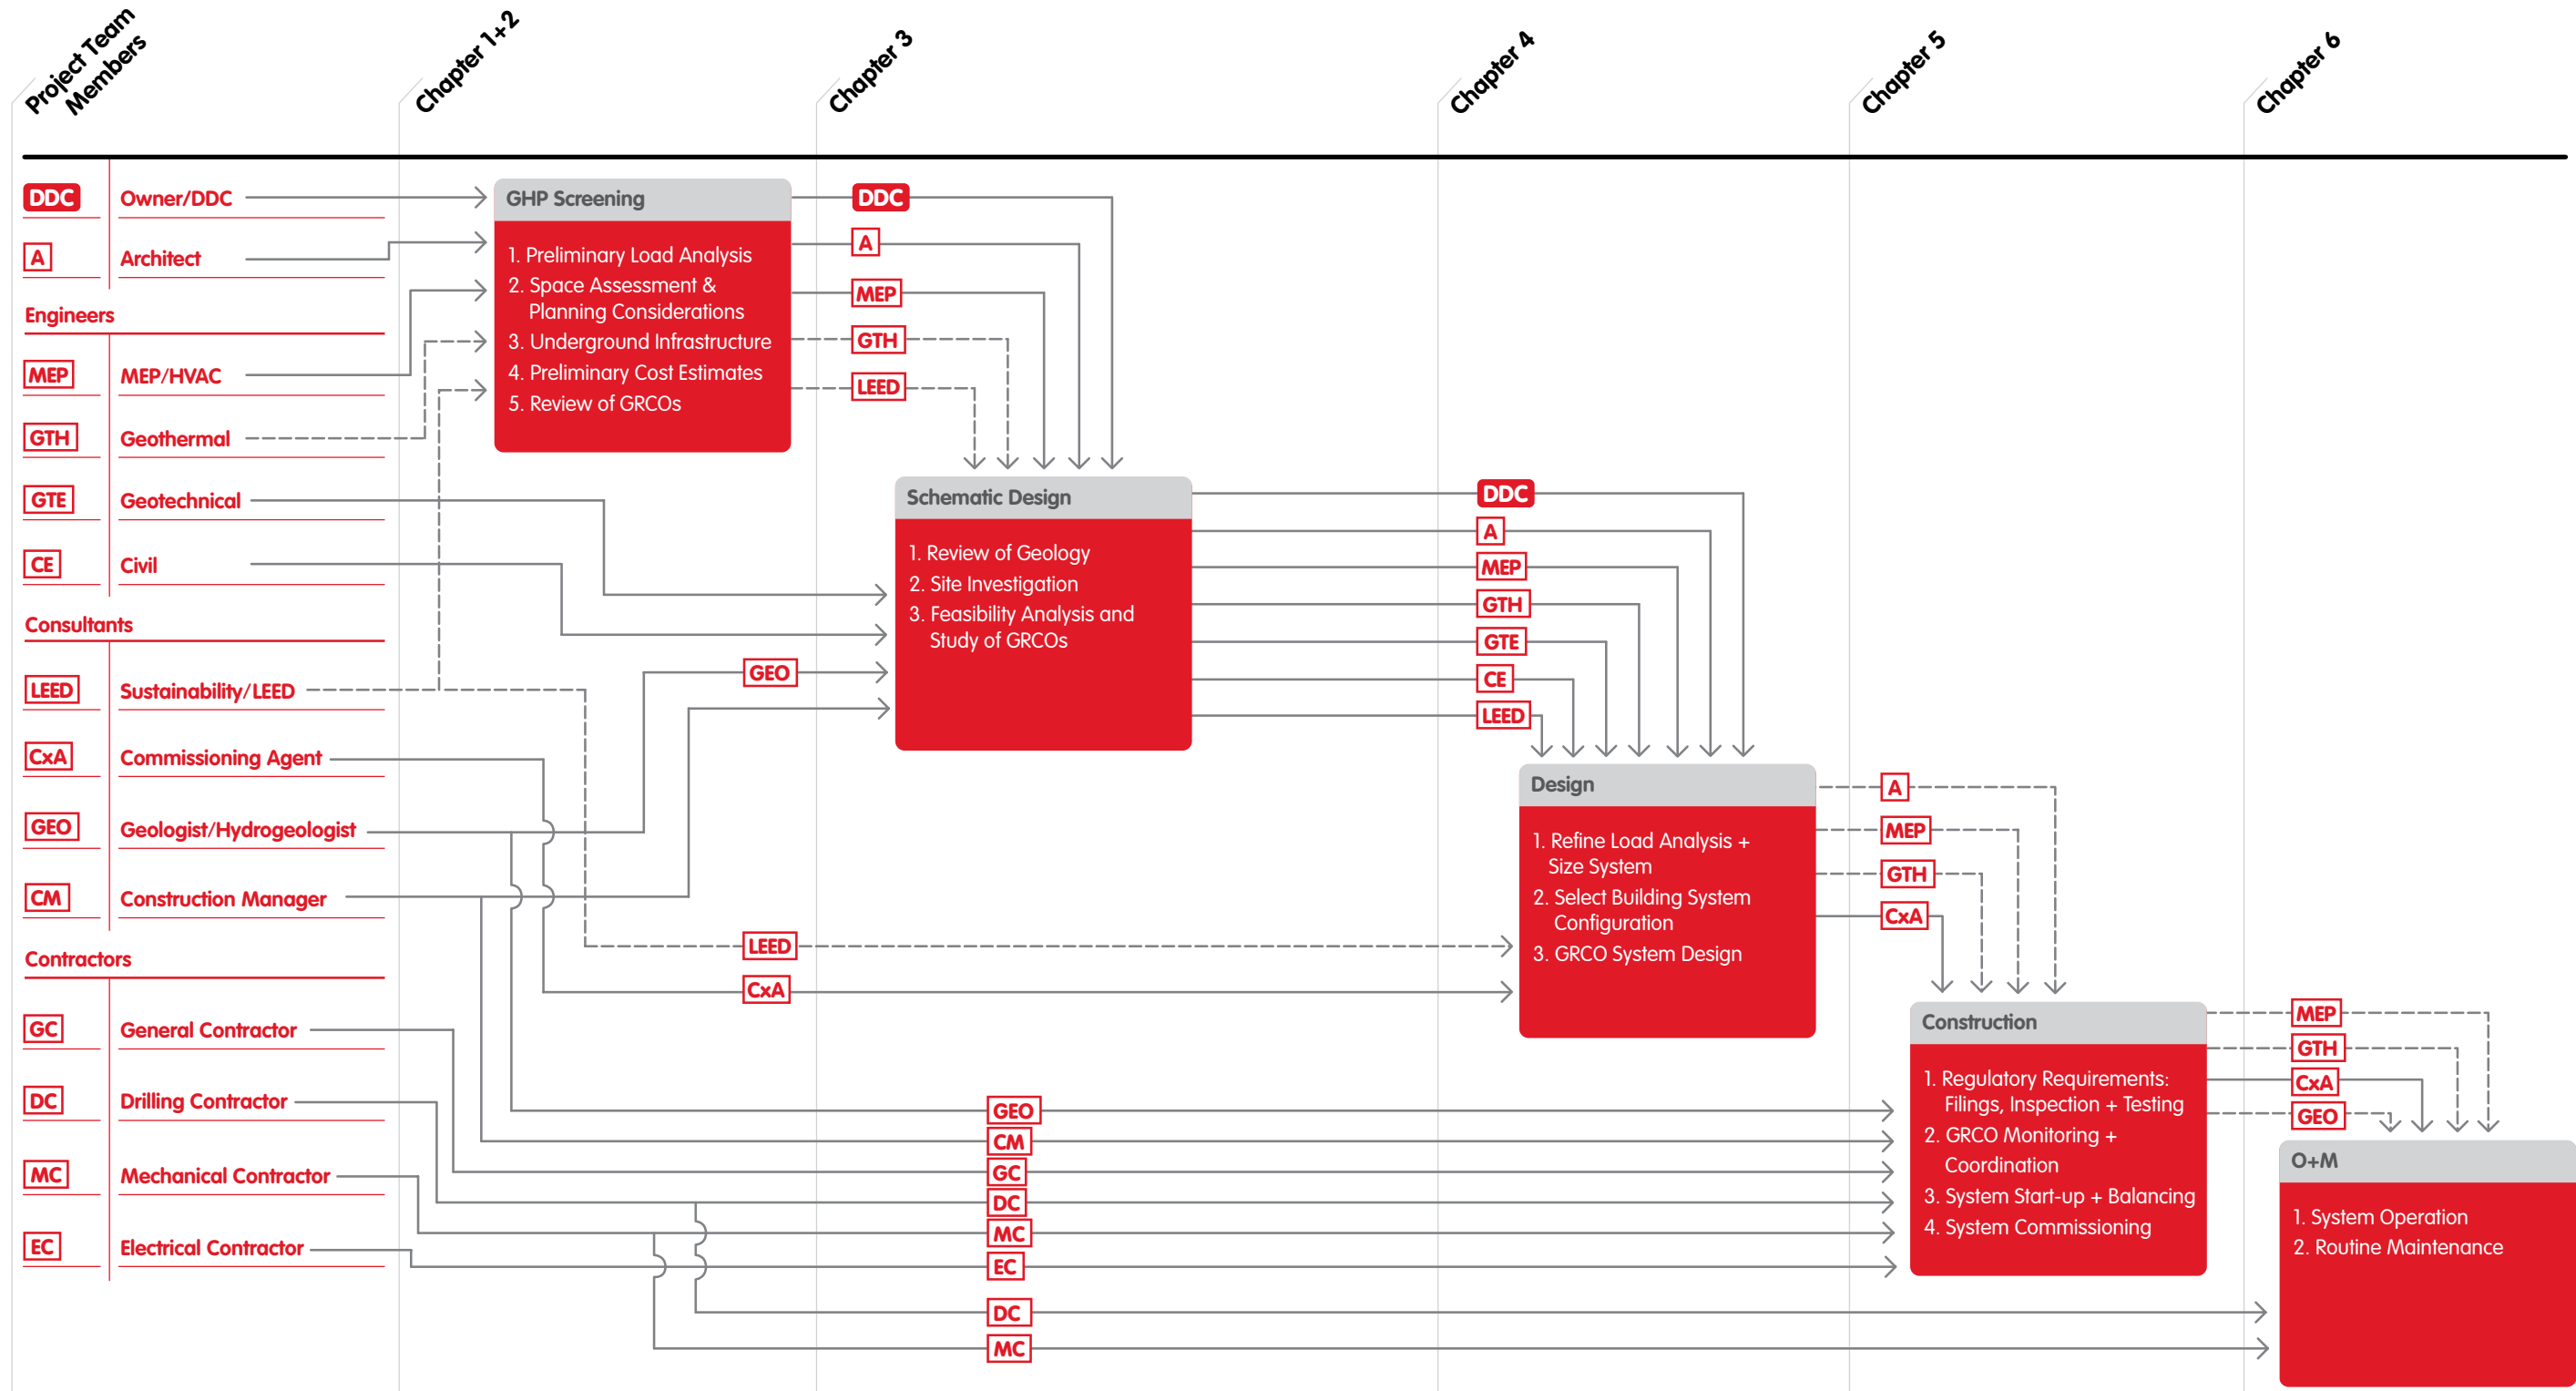 Project Team
Members
Chapter 1+2
Chapter 3
Chapter 4
Chapter 5
Chapter 6
DDC Owner/DDC
A Architect
Engineers
MEP MEP/HVAC
GTH Geothermal
GTE Geotechnical
CE Civil
Consultants
LEED Sustainability/LEED
CxA Commissioning Agent
GEO Geologist/Hydrogeologist
CM Construction Manager
Contractors
GC General Contractor
DC Drilling Contractor
MC Mechanical Contractor
EC Electrical Contractor
GHP Screening
1. Preliminary Load Analysis
2. Space Assessment &
Planning Considerations
3. Underground Infrastructure
4. Preliminary Cost Estimates
5. Review of GRCOs
DDC
A
MEP
GTH
LEED
GEO
LEED
CxA
Schematic Design
1. Review of Geology
2. Site Investigation
3. Feasibility Analysis and
Study of GRCOs
GEO
CM
GC
DC
MC
EC
DC
MC
DDC
A
MEP
GTH
GTE
CE
LEED
Design
1. Refine Load Analysis +
Size System
2. Select Building System
Configuration
3. GRCO System Design
A
MEP
GTH
CxA
Construction
1. Regulatory Requirements:
Filings, Inspection + Testing
2. GRCO Monitoring +
Coordination
3. System Start-up + Balancing
4. System Commissioning
MEP
GTH
CxA
GEO
O+M
1. System Operation
2. Routine Maintenance